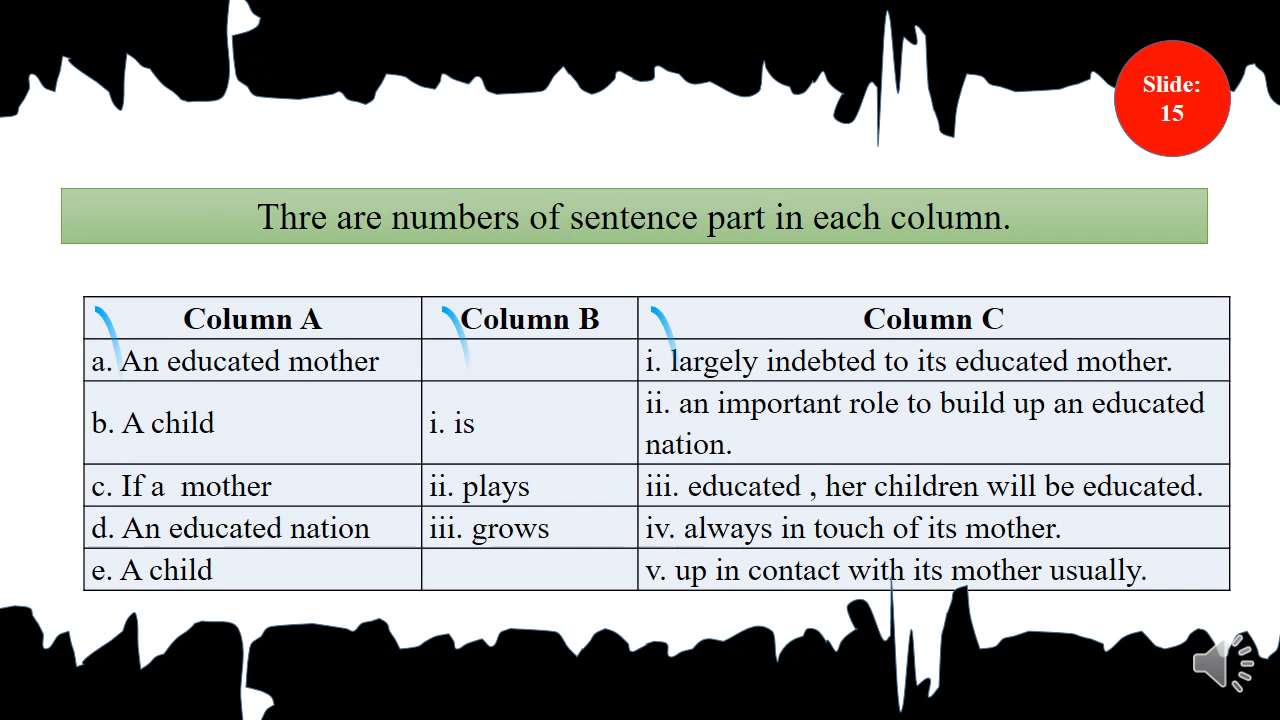 Slide:
15
Thre are numbers of sentence part in each column.
Column A Column B Column C
a. An educated mother i. largely indebted to its educated mother.
b. A child i. is ii. an important role to build up an educated
nation.
c. If a mother ii. plays iii. educated , her children will be educated.
d. An educated nation iii. grows iv. always in touch of its mother.
e. A child v. up in contact with its mother usually.